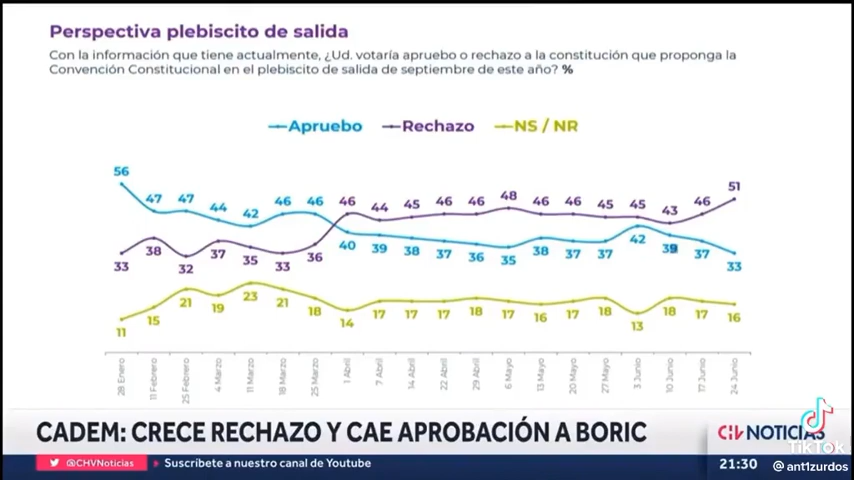 Perspectiva plebiscito de salida
Con la información que tiene actualmente, ¿Ud. votaría apruebo o rechazo a la constitución que proponga la
Convención Constitucional en el plebiscito de salida de septiembre de este año? %
Apruebo Rechazo NS / NR
56 47 47 44 42 46 46 40 39 38 37 36 35 38 37 37 42 39 37 33
33 38 32 37 35 33 36 46 44 45 46 46 48 46 46 45 45 43 46 51
11 15 21 19 23 21 18 14 17 17 17 18 17 16 17 18 13 18 17 16
28 Enero 11 Febrero 25 Febrero 4 Marzo 11 Marzo 18 Marzo 25 Marzo 1 Abril 7 Abril 14 Abril 22 Abril 29 Abril 6 Mayo 13 Mayo 20 Mayo 27 Mayo 3 Junio 10 Junio 17 Junio 24 Junio
CADEM: CRECE RECHAZO Y CAE APROBACIÓN A BORIC
CHV NOTICIAS
TikTok
@CHVNoticias Suscríbete a nuestro canal de Youtube
21:30
@ ant1zurdos